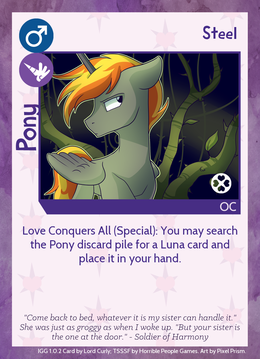 Steel
Pony
OC
Love Conquers All (Special): You may search
the Pony discard pile for a Luna card and
place it in your hand.
"Come back to bed, whatever it is my sister can handle it."
She was just as groggy as when I woke up. "But your sister is
the one at the door." - Soldier of Harmony
IGG 1.0.2 Card by Lord Curly, TSSSF by Horrible People Games. Art by Pixel Prism.